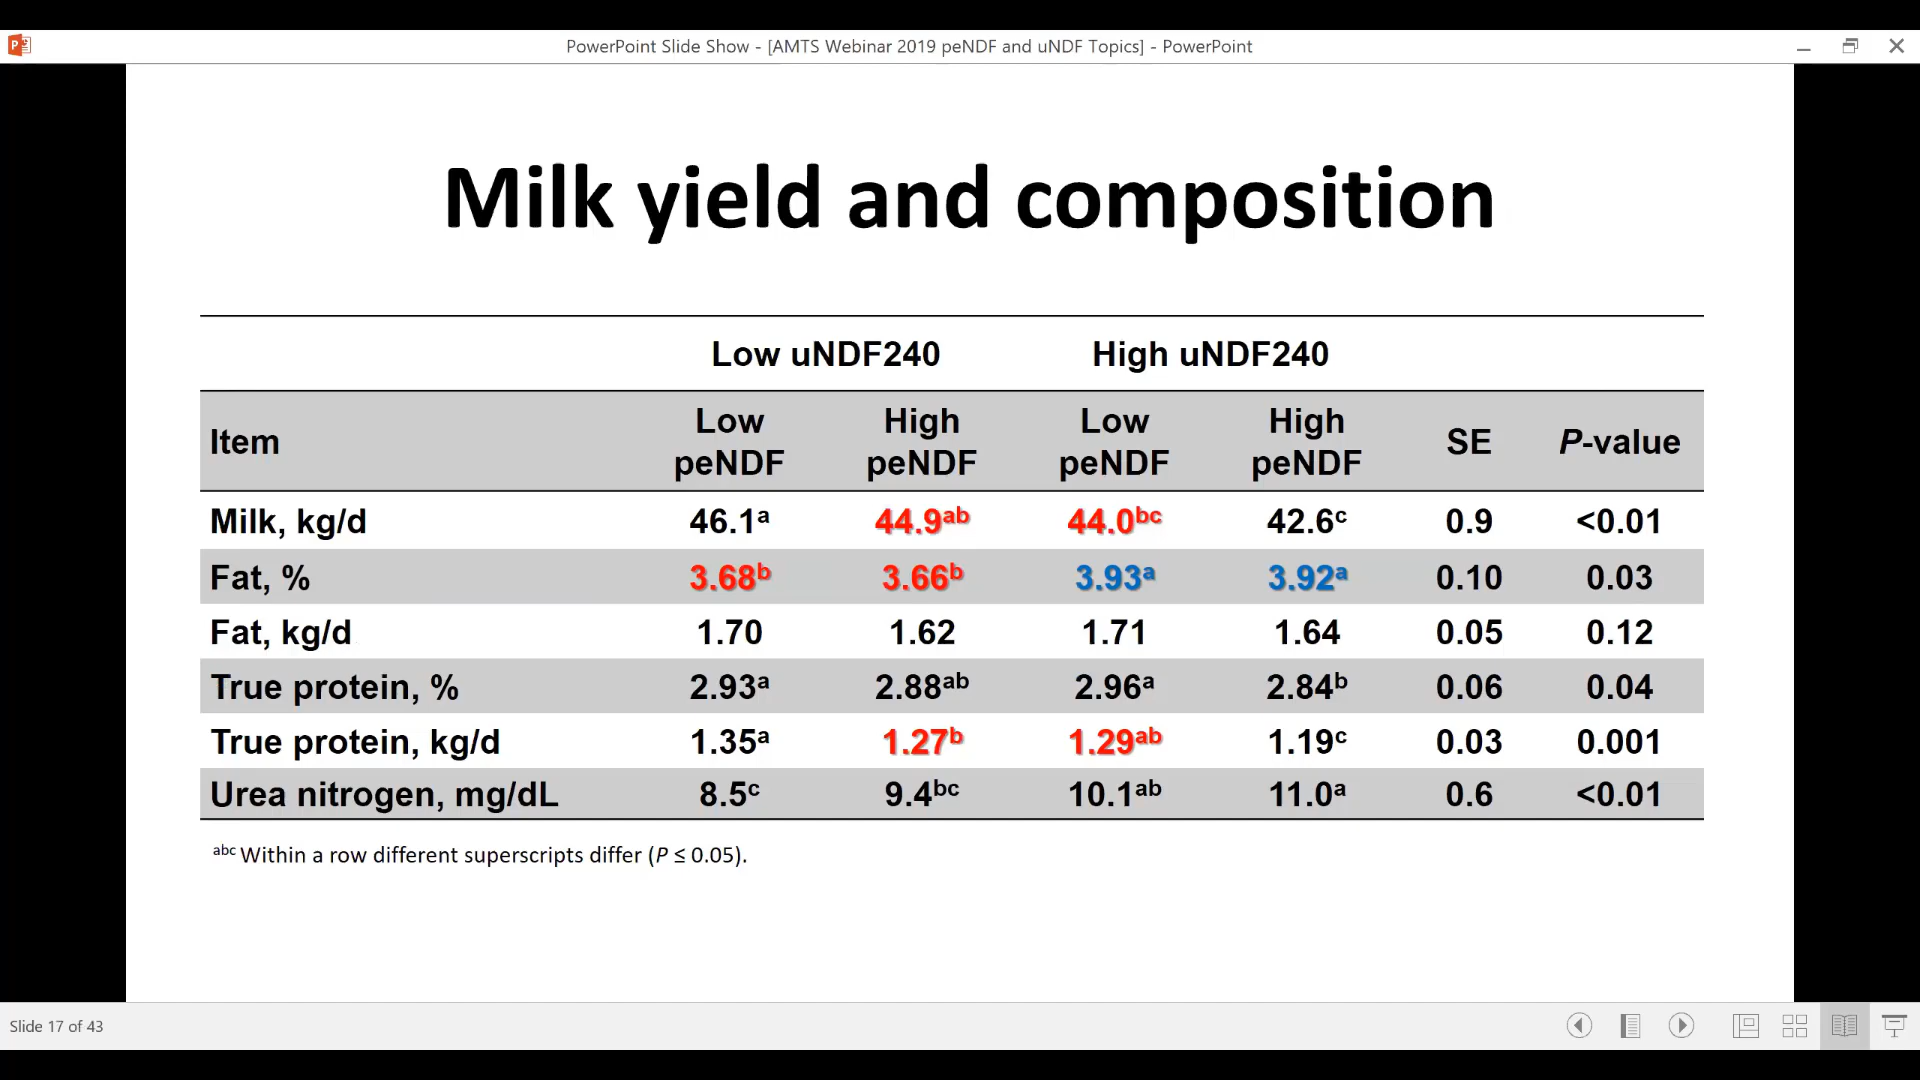 PowerPoint Slide Show - [AMTS Webinar 2019 peNDF and uNDF Topics] - PowerPoint
Milk yield and composition
Low uNDF240 High uNDF240
Item Low peNDF High peNDF Low peNDF High peNDF SE P-value
Milk, kg/d 46.1a 44.9ab 44.0bc 42.6c 0.9 <0.01
Fat, % 3.68b 3.66b 3.93a 3.92a 0.10 0.03
Fat, kg/d 1.70 1.62 1.71 1.64 0.05 0.12
True protein, % 2.93a 2.88ab 2.96a 2.84b 0.06 0.04
True protein, kg/d 1.35a 1.27b 1.29ab 1.19c 0.03 0.001
Urea nitrogen, mg/dL 8.5c 9.4bc 10.1ab 11.0a 0.6 <0.01
abc Within a row different superscripts differ (P ≤ 0.05).
Slide 17 of 43